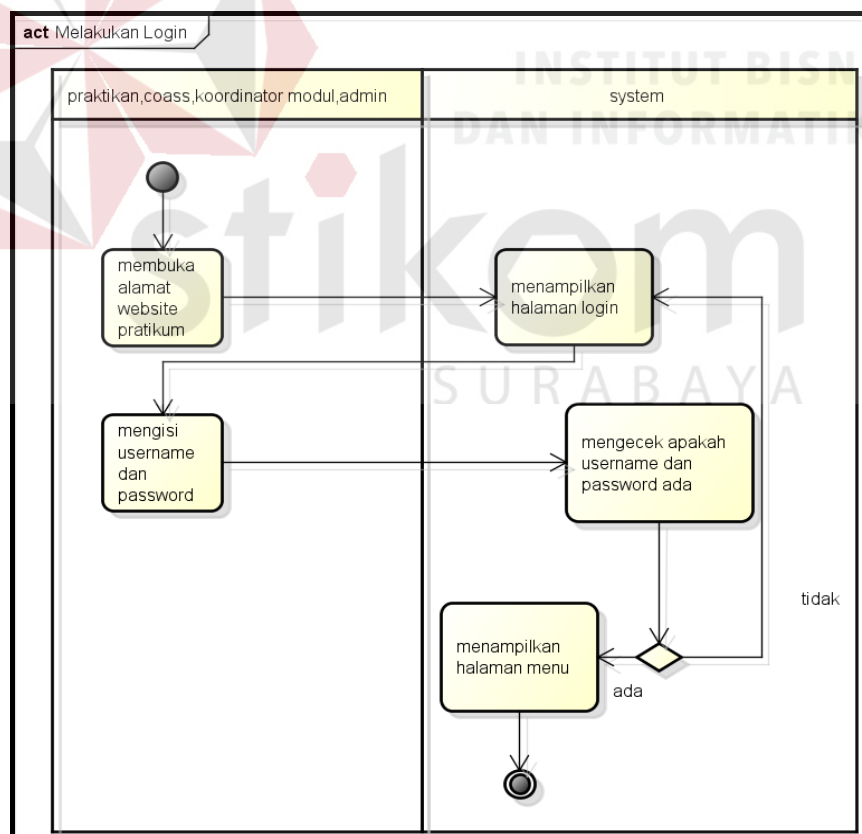 act Melakukan Login
INSTITUT BISN
DAN INFORMATI
praktikan,coass,koordinator modul,admin
system
stikom
SURABAYA
membuka
alamat
website
pratikum
menampilkan
halaman login
mengisi
username
dan
password
mengecek apakah
username dan
password ada
tidak
menampilkan
halaman menu
ada